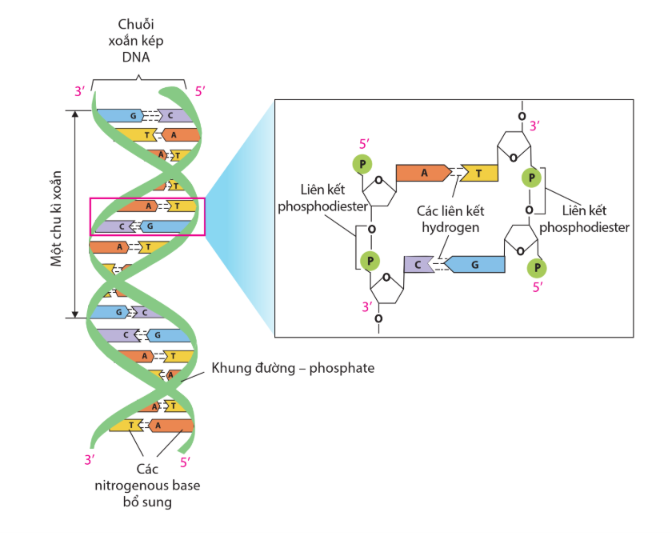 Chuỗi
xoắn kép
DNA
3’ 5’
G C
T A
A T
T
A T
C G
A T
G C
C G
A T
A
A T
T A
Một chu kì xoắn
Khung đường – phosphate
3’ 5’
Các
nitrogenous base
bổ sung
O
3’
5’
P
O
O
A T
P
Liên kết
phosphodiester
Các liên kết
hydrogen
O
O
Liên kết
phosphodiester
O
P
C G
P
O
5’
3’
O